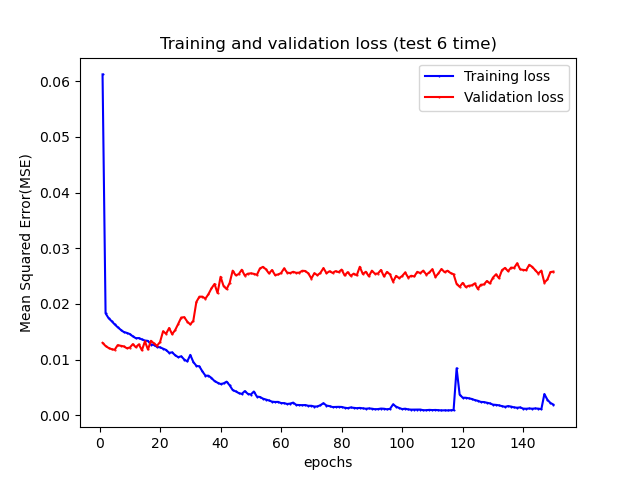 Training and validation loss (test 6 time)
Training loss
Validation loss
Mean Squared Error(MSE)
0.06
0.05
0.04
0.03
0.02
0.01
0.00
0 20 40 60 80 100 120 140
epochs